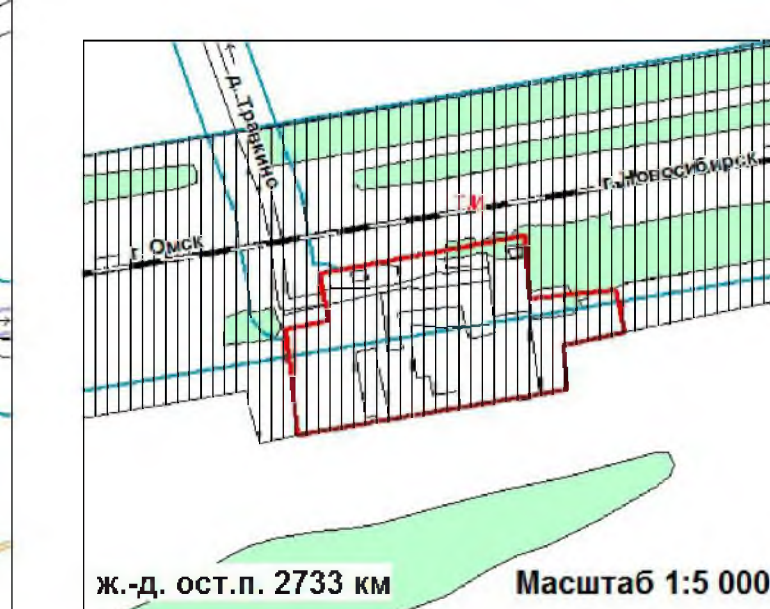 ← д. Травкино
Т.И
г. Новосибирск
г. Омск
ж.-д. ост.п. 2733 км
Масштаб 1:5 000